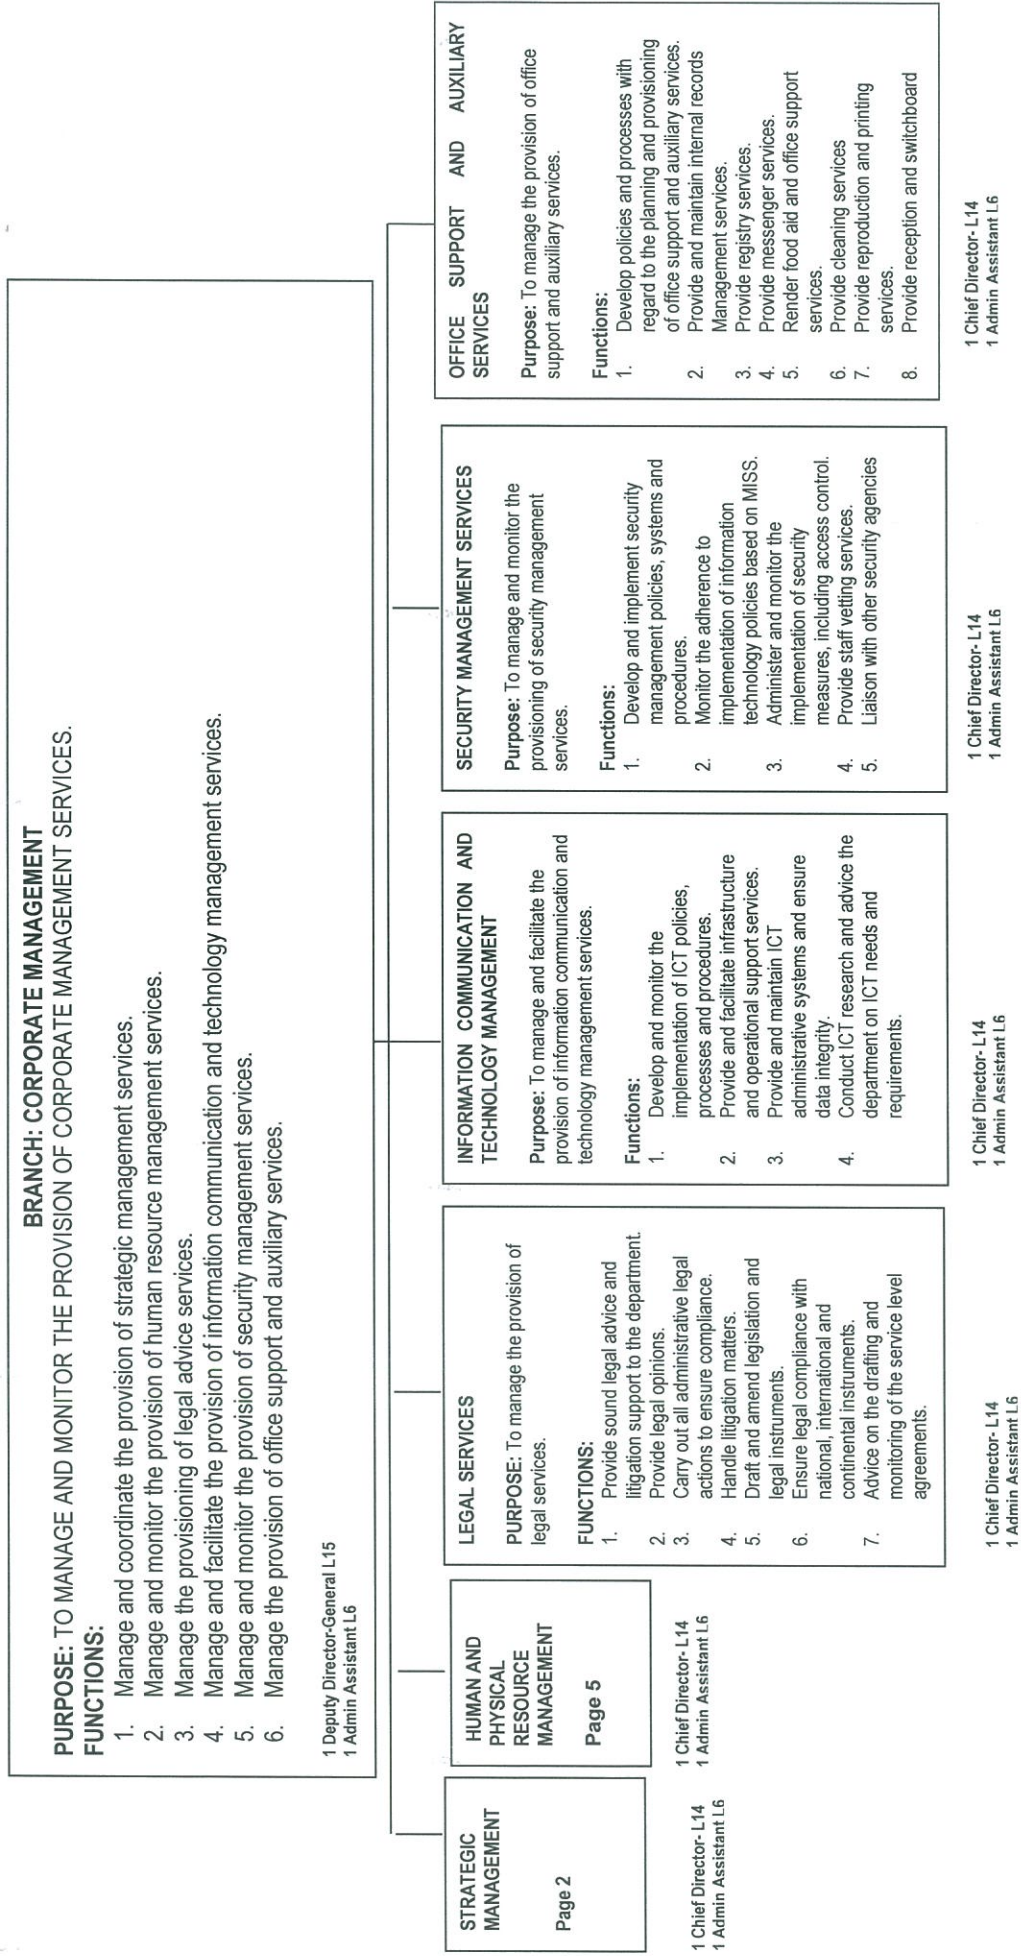 BRANCH: CORPORATE MANAGEMENT
PURPOSE: TO MANAGE AND MONITOR THE PROVISION OF CORPORATE MANAGEMENT SERVICES.
FUNCTIONS:
1. Manage and coordinate the provision of strategic management services.
2. Manage and monitor the provision of human resource management services.
3. Manage the provisioning of legal advice services.
4. Manage and facilitate the provision of information communication and technology management services.
5. Manage and monitor the provision of security management services.
6. Manage the provision of office support and auxiliary services.
1 Deputy Director-General L15
1 Admin Assistant L6
STRATEGIC
MANAGEMENT
Page 2
1 Chief Director- L14
1 Admin Assistant L6
HUMAN AND
PHYSICAL
RESOURCE
MANAGEMENT
Page 5
1 Chief Director- L14
1 Admin Assistant L6
LEGAL SERVICES
PURPOSE: To manage the provision of
legal services.
FUNCTIONS:
1. Provide sound legal advice and
litigation support to the department.
2. Provide legal opinions.
3. Carry out all administrative legal
actions to ensure compliance.
4. Handle litigation matters.
5. Draft and amend legislation and
legal instruments.
6. Ensure legal compliance with
national, international and
continental instruments.
7. Advice on the drafting and
monitoring of the service level
agreements.
1 Chief Director- L14
1 Admin Assistant L6
INFORMATION COMMUNICATION AND
TECHNOLOGY MANAGEMENT
Purpose: To manage and facilitate the
provision of information communication and
technology management services.
Functions:
1. Develop and monitor the
implementation of ICT policies,
processes and procedures.
2. Provide and facilitate infrastructure
and operational support services.
3. Provide and maintain ICT
administrative systems and ensure
data integrity.
4. Conduct ICT research and advice the
department on ICT needs and
requirements.
1 Chief Director- L14
1 Admin Assistant L6
SECURITY MANAGEMENT SERVICES
Purpose: To manage and monitor the
provisioning of security management
services.
Functions:
1. Develop and implement security
management policies, systems and
procedures.
2. Monitor the adherence to
implementation of information
technology policies based on MISS.
3. Administer and monitor the
implementation of security
measures, including access control.
4. Provide staff vetting services.
5. Liaison with other security agencies
1 Chief Director- L14
1 Admin Assistant L6
OFFICE SUPPORT AND AUXILIARY
SERVICES
Purpose: To manage the provision of office
support and auxiliary services.
Functions:
1. Develop policies and processes with
regard to the planning and provisioning
of office support and auxiliary services.
2. Provide and maintain internal records
Management services.
3. Provide registry services.
4. Provide messenger services.
5. Render food aid and office support
services.
6. Provide cleaning services
7. Provide reproduction and printing
services.
8. Provide reception and switchboard
1 Chief Director- L14
1 Admin Assistant L6